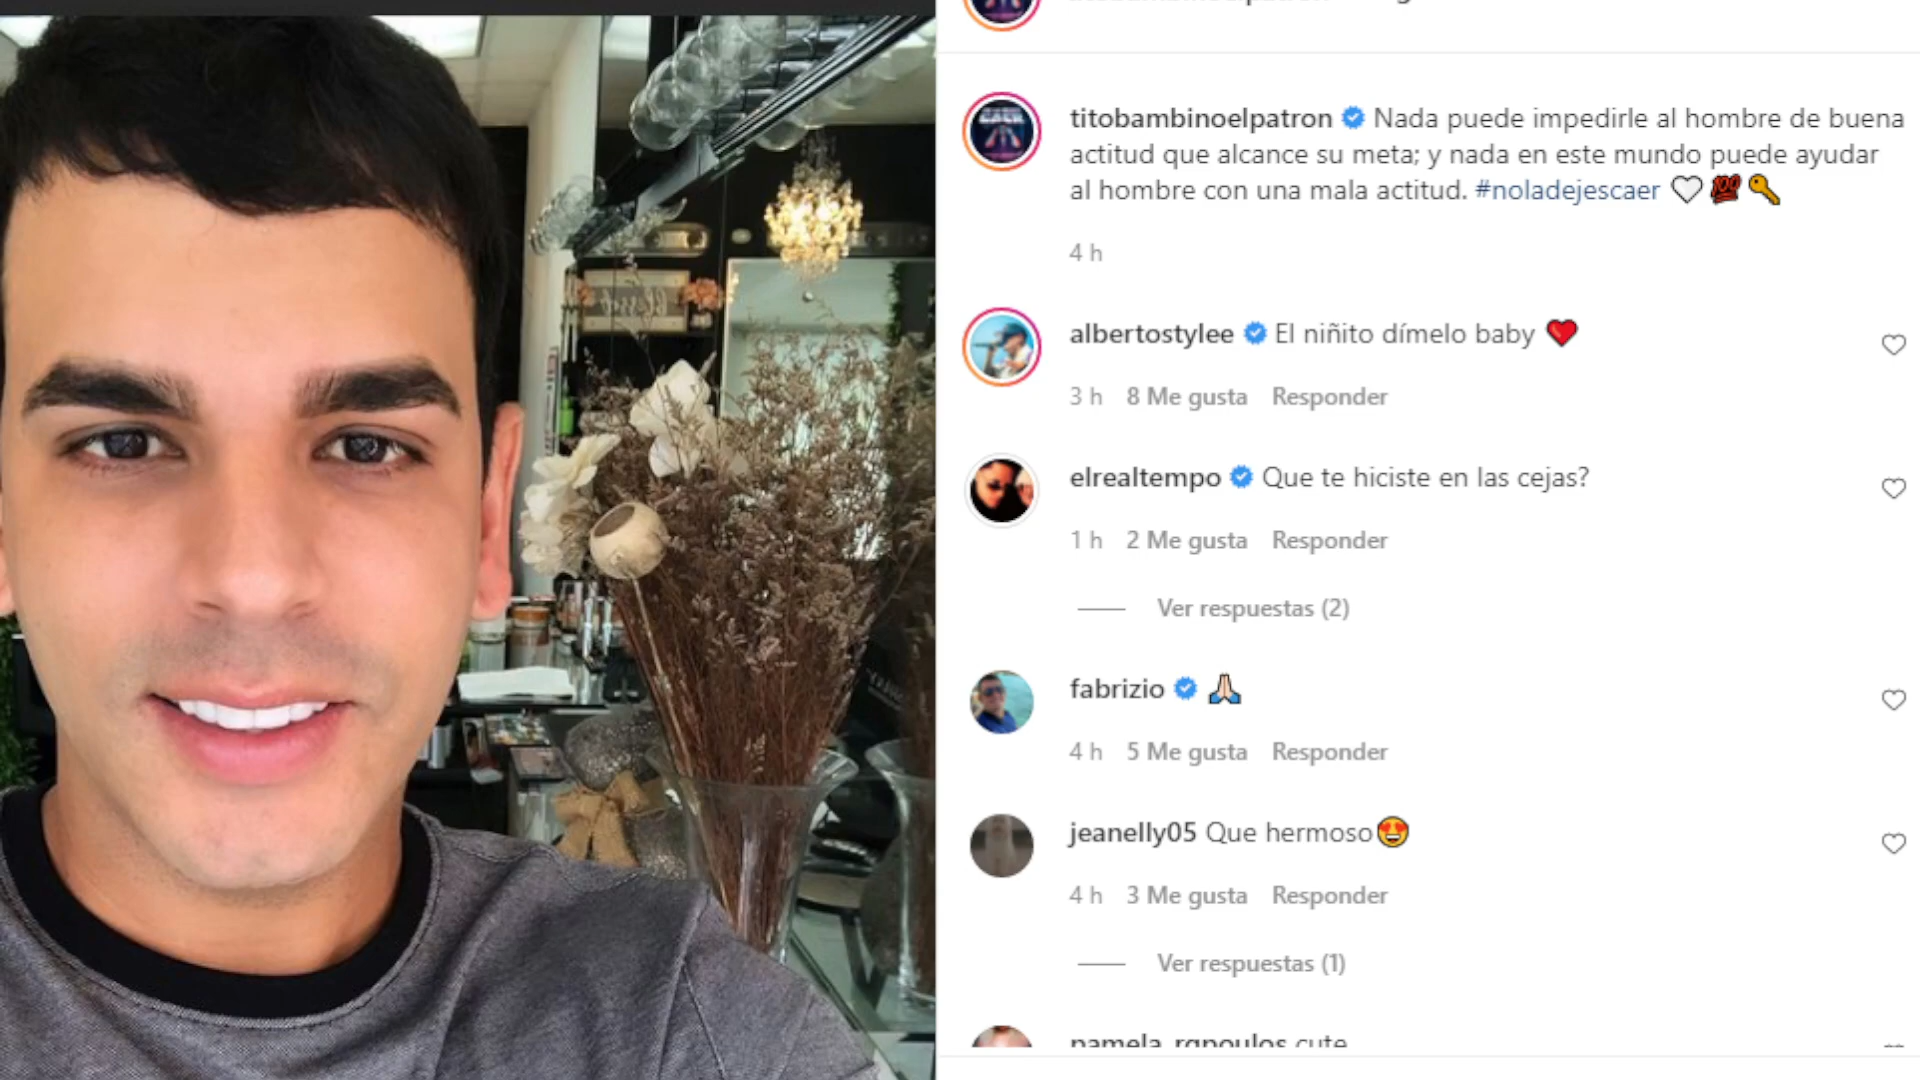 titobambinoelpatron Nada puede impedirle al hombre de buena
actitud que alcance su meta; y nada en este mundo puede ayudar
al hombre con una mala actitud. #noladejescaer 🤍💯🔑
4 h
albertostylee El niñito dímelo baby ❤️
3 h 8 Me gusta Responder
elrealtempo Que te hiciste en las cejas?
1 h 2 Me gusta Responder
Ver respuestas (2)
fabrizio 🙏🏻
4 h 5 Me gusta Responder
jeanelly05 Que hermoso😍
4 h 3 Me gusta Responder
Ver respuestas (1)
pamela_rgpoulos cute
blessed